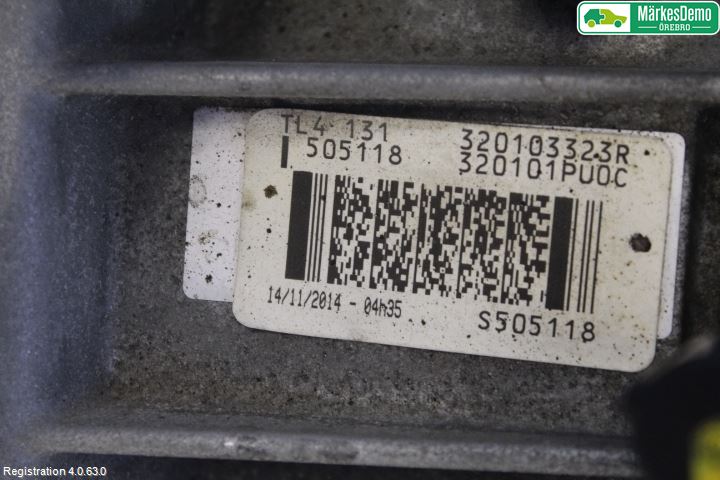 MärkesDemo
ÖREBRO
TL4 131 320103323R
505118 320101PU0C
14/11/2014 - 04h35
S505118
Registration 4.0.63.0